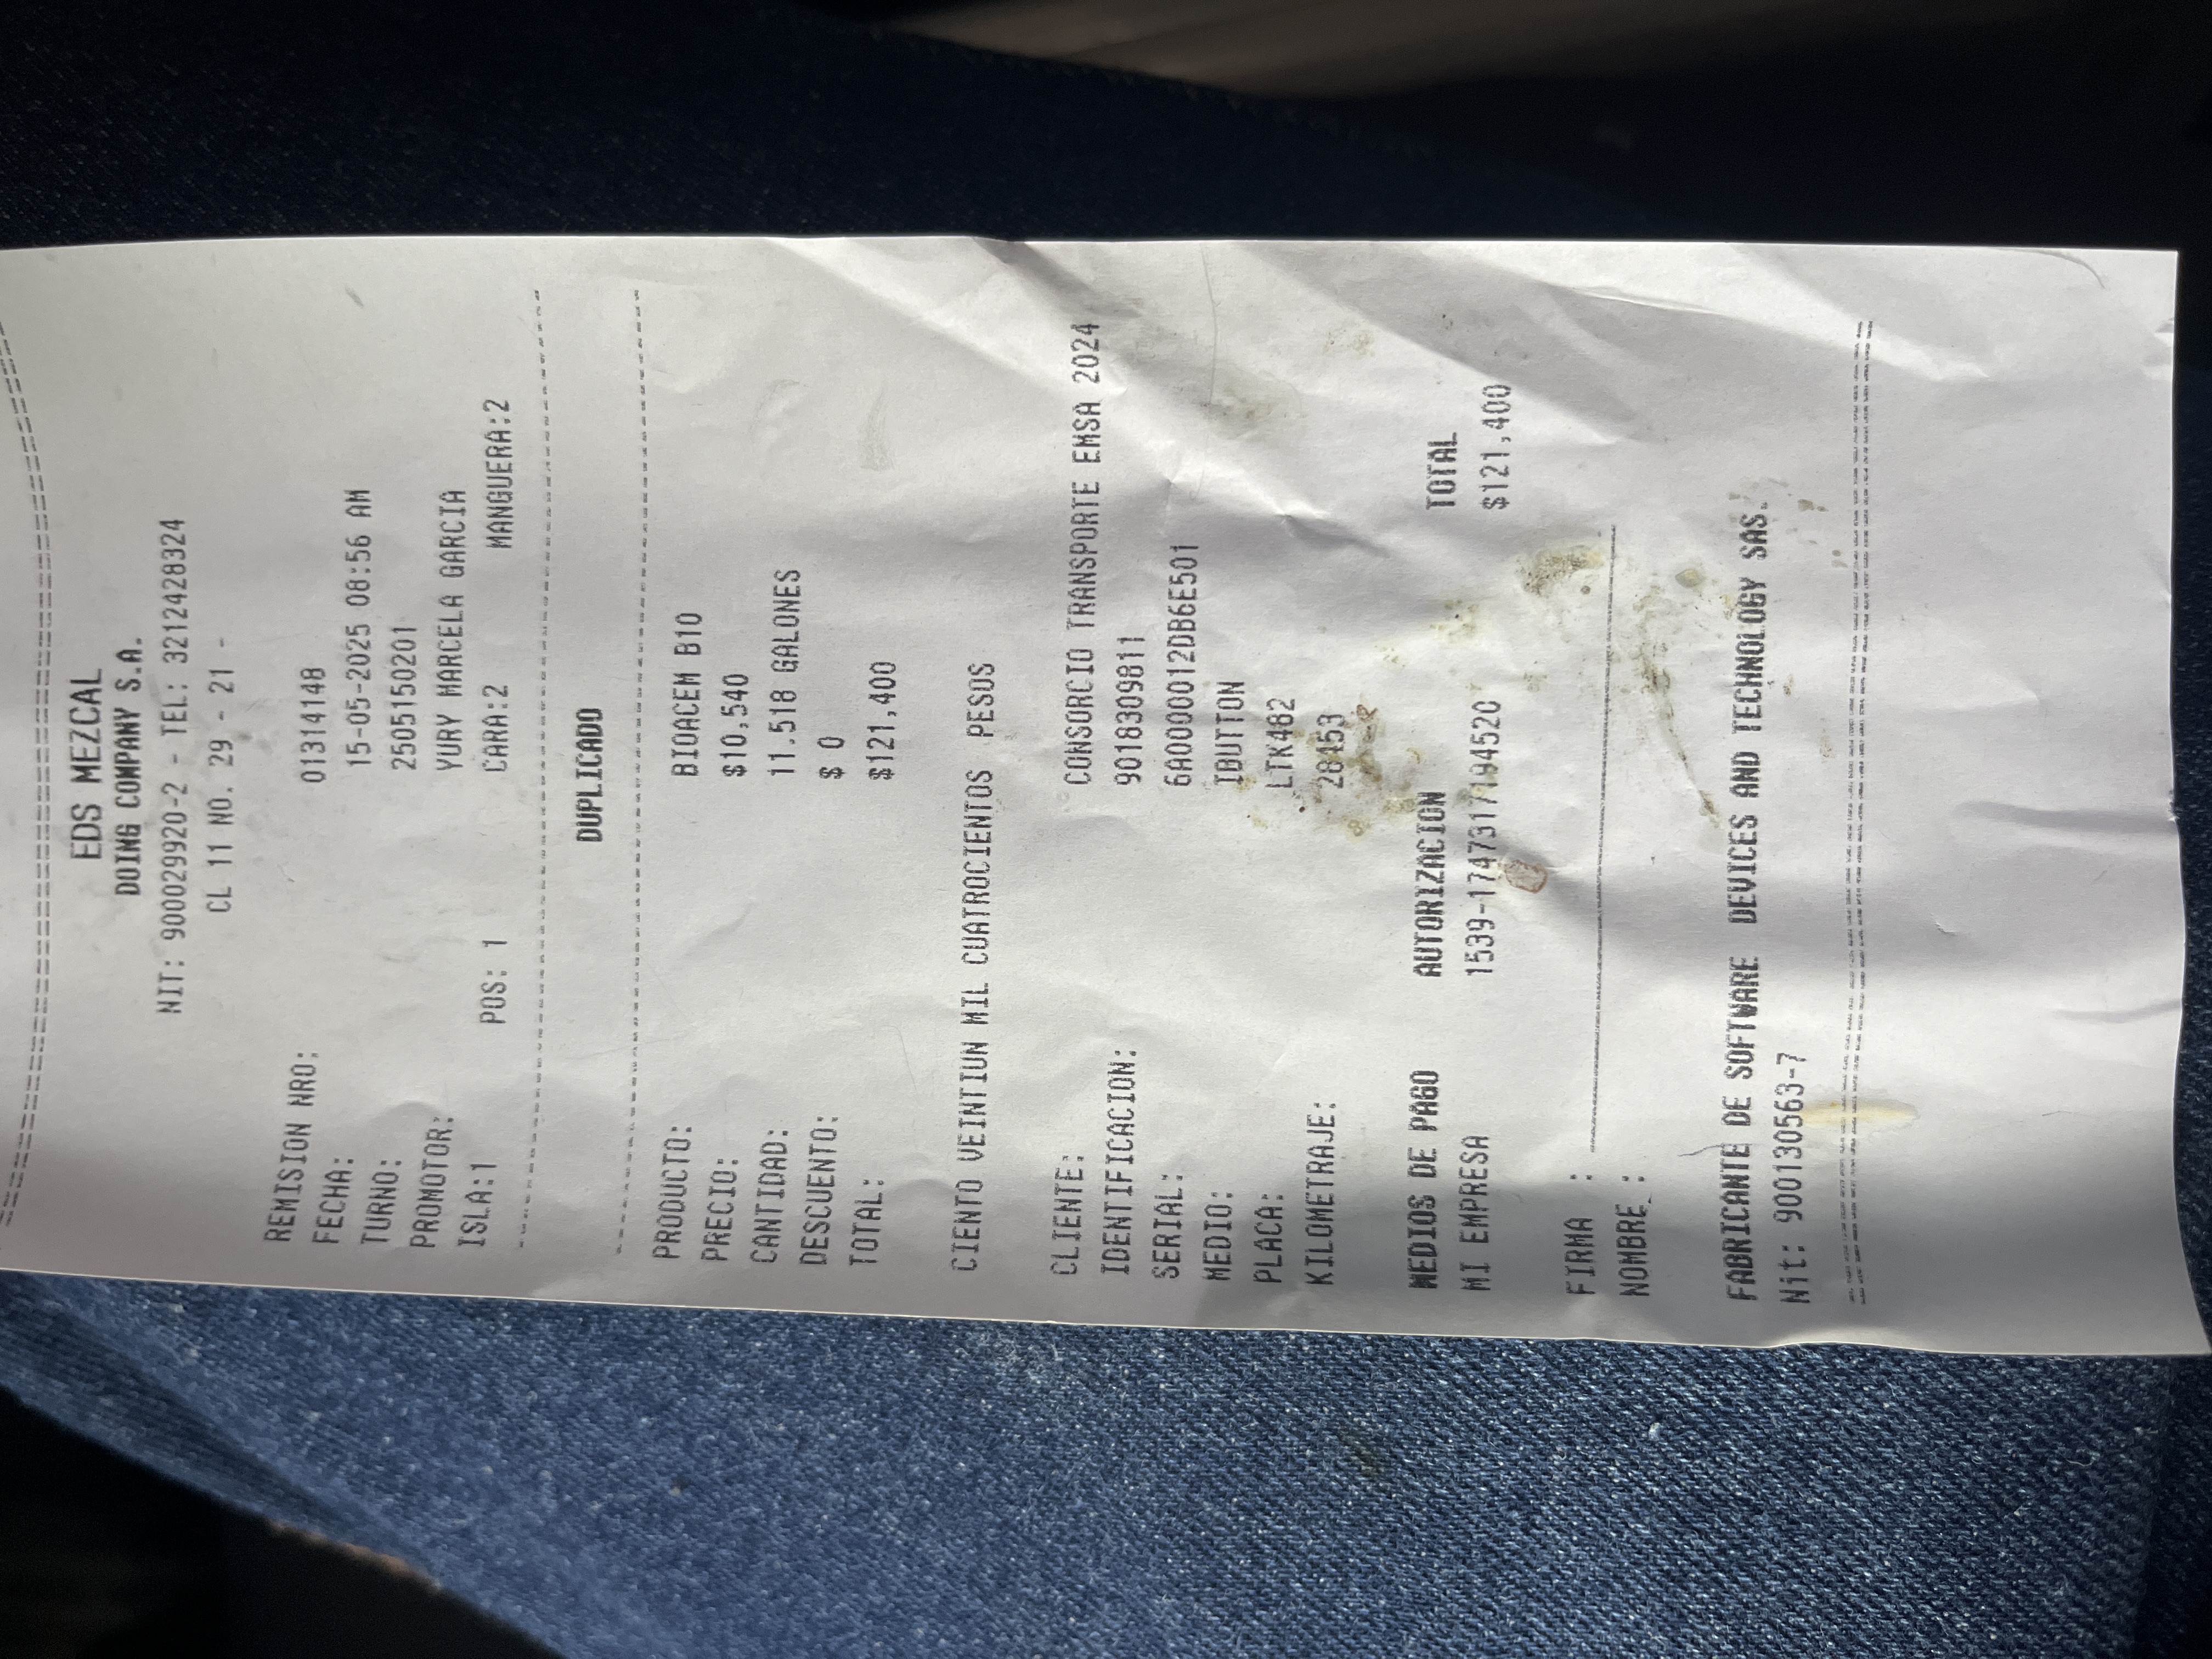 EDS MEZCAL
DOING COMPANY S.A.
NIT: 9000299920-2 - TEL: 3212428324
CL 11 NO. 29 - 21 -
REMISION NRO: 01314148
FECHA: 15-05-2025 08:56 AM
TURNO: 2505150201
PROMOTOR: YURY MARCELA GARCIA
ISLA:1 POS: 1 CARA:2 MANGUERA:2
DUPLICADO
PRODUCTO: BIOACEM B10
PRECIO: $10,540
CANTIDAD: 11.518 GALONES
DESCUENTO: $ 0
TOTAL: $121,400
CIENTO VEINTIUN MIL CUATROCIENTOS PESOS
CLIENTE: CONSORCIO TRANSPORTE EMSA 2024
IDENTIFICACION: 9018309811
SERIAL: 6A0000012DB6E501
MEDIO: IBUTTON
PLACA: LTK482
KILOMETRAJE: 28453
MEDIOS DE PAGO AUTORIZACION TOTAL
MI EMPRESA 1539-1747317194520 $121,400
FIRMA :
NOMBRE :
FABRICANTE DE SOFTWARE DEVICES AND TECHNOLOGY SAS.
Nit: 900130563-7